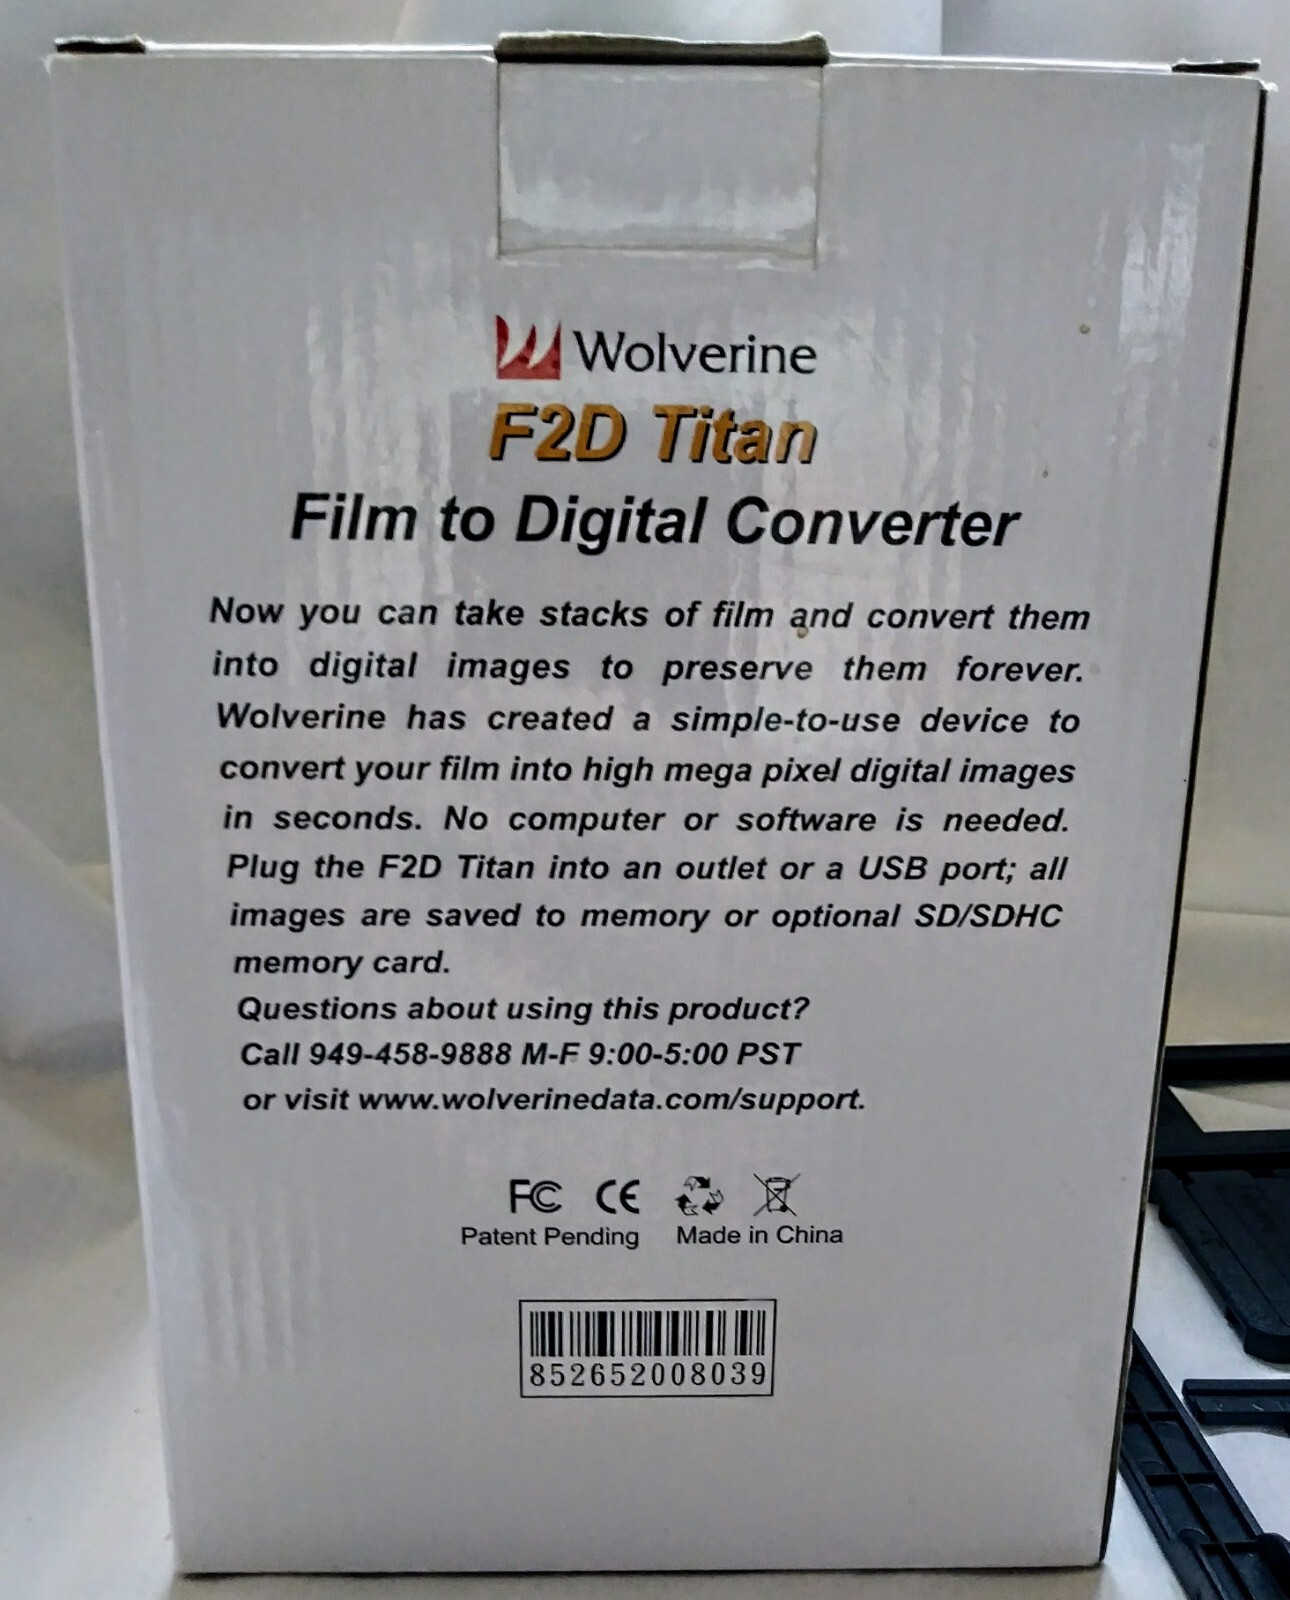 Wolverine
F2D Titan
Film to Digital Converter
Now you can take stacks of film and convert them
into digital images to preserve them forever.
Wolverine has created a simple-to-use device to
convert your film into high mega pixel digital images
in seconds. No computer or software is needed.
Plug the F2D Titan into an outlet or a USB port; all
images are saved to memory or optional SD/SDHC
memory card.
Questions about using this product?
Call 949-458-9888 M-F 9:00-5:00 PST
or visit www.wolverinedata.com/support.
FC CE
Patent Pending Made in China
852652008039